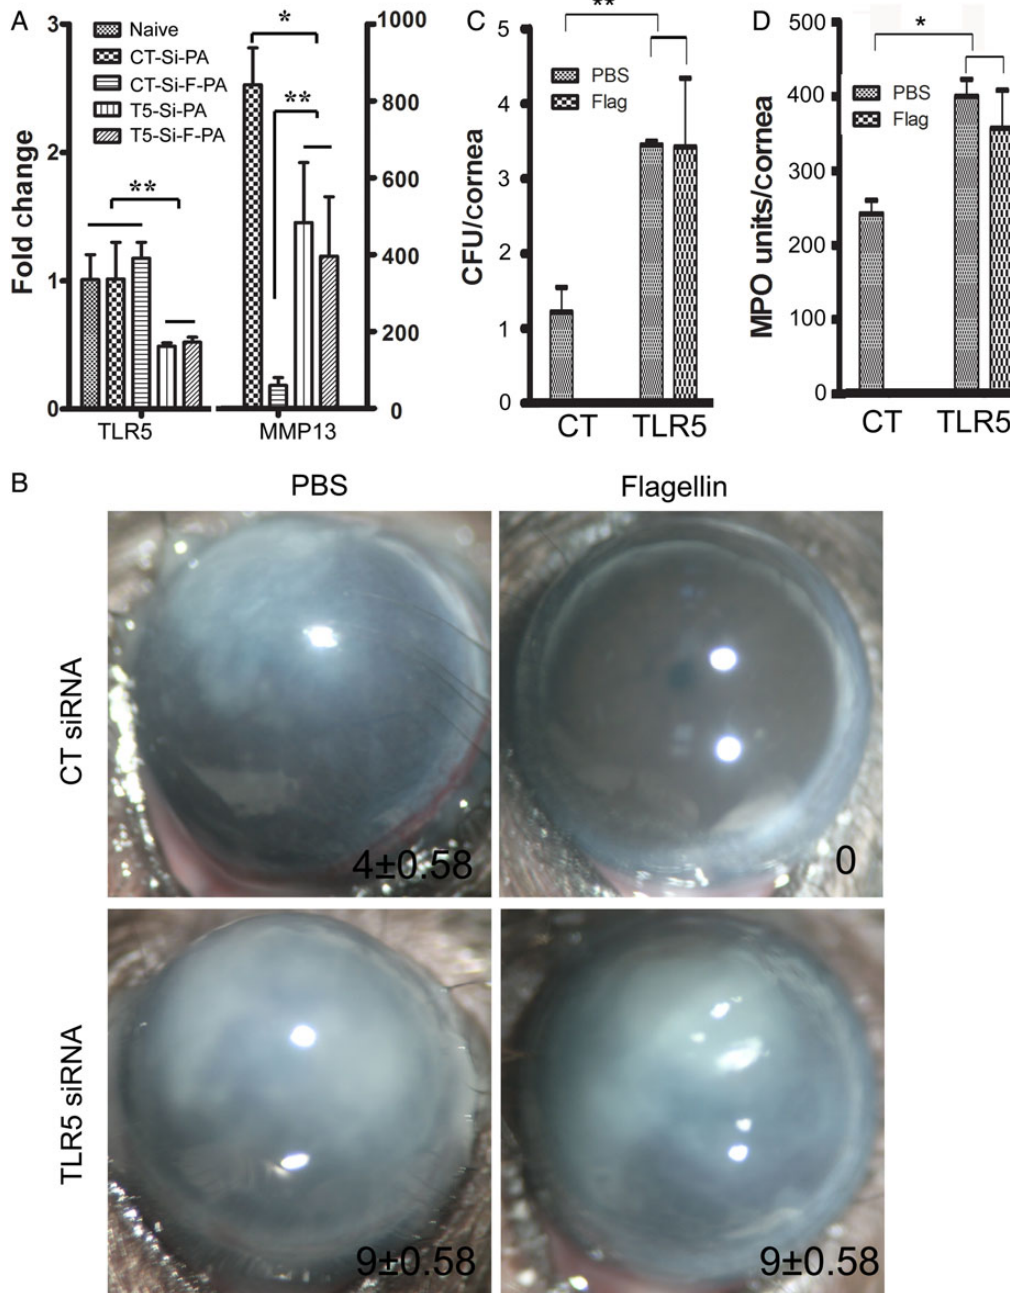 A
3
2
1
0
Fold change
Naive
CT-Si-PA
CT-Si-F-PA
T5-Si-PA
T5-Si-F-PA
**
*
**
1000
800
600
400
200
0
TLR5
MMP13
C
5
4
3
2
1
0
CFU/cornea
**
PBS
Flag
CT
TLR5
D
500
400
300
200
100
0
MPO units/cornea
*
PBS
Flag
CT
TLR5
B
PBS
Flagellin
CT siRNA
4±0.58
0
TLR5 siRNA
9±0.58
9±0.58